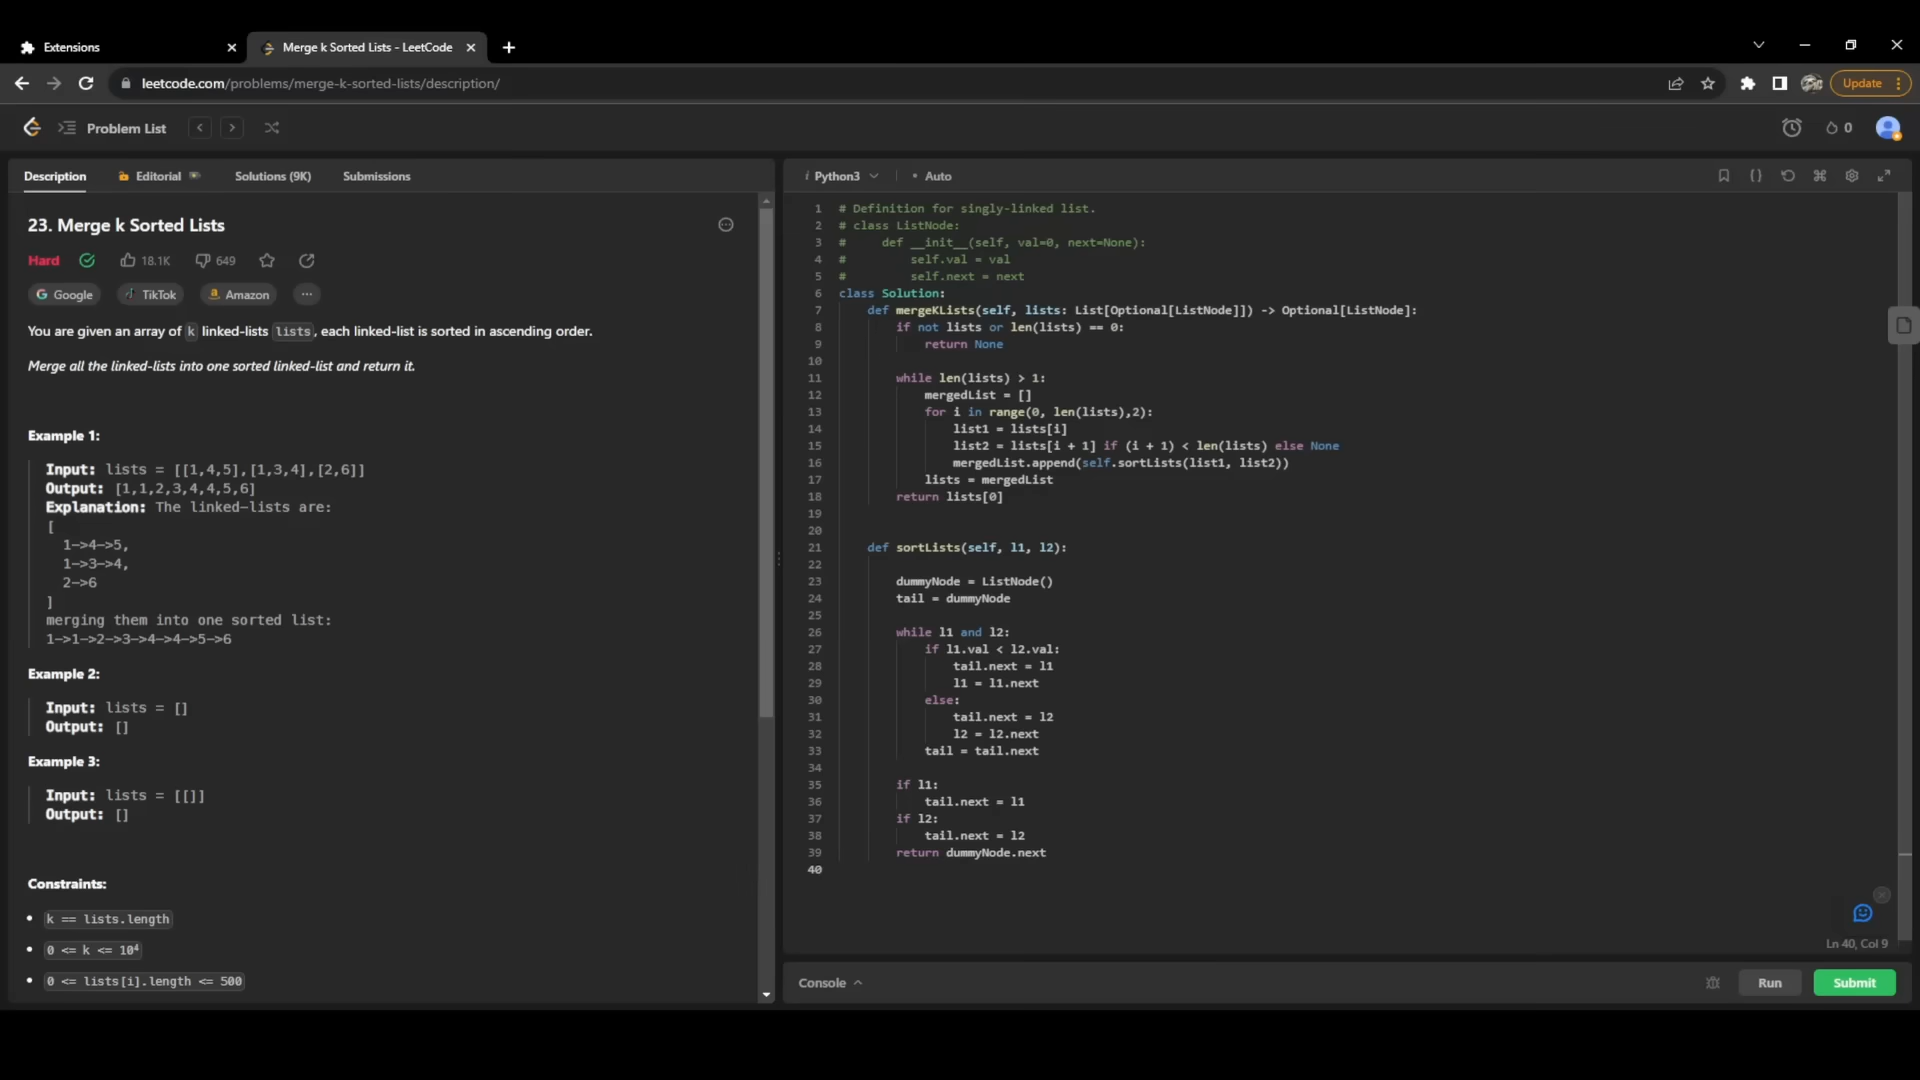 Extensions
Merge k Sorted Lists - LeetCode
leetcode.com/problems/merge-k-sorted-lists/description/
Update
Problem List
0
Description
Editorial
Solutions (9K)
Submissions
23. Merge k Sorted Lists
Hard
18.1K
649
Google
TikTok
Amazon
...
You are given an array of k linked-lists lists, each linked-list is sorted in ascending order.
Merge all the linked-lists into one sorted linked-list and return it.
Example 1:
Input: lists = [[1,4,5],[1,3,4],[2,6]]
Output: [1,1,2,3,4,4,5,6]
Explanation: The linked-lists are:
[
1->4->5,
1->3->4,
2->6
]
merging them into one sorted list:
1->1->2->3->4->4->5->6
Example 2:
Input: lists = []
Output: []
Example 3:
Input: lists = [[]]
Output: []
Constraints:
k == lists.length
0 <= k <= 10⁴
0 <= lists[i].length <= 500
i Python3
• Auto
1 # Definition for singly-linked list.
2 # class ListNode:
3 #     def __init__(self, val=0, next=None):
4 #         self.val = val
5 #         self.next = next
6 class Solution:
7     def mergeKLists(self, lists: List[Optional[ListNode]]) -> Optional[ListNode]:
8         if not lists or len(lists) == 0:
9             return None
10
11         while len(lists) > 1:
12             mergedList = []
13             for i in range(0, len(lists),2):
14                 list1 = lists[i]
15                 list2 = lists[i + 1] if (i + 1) < len(lists) else None
16                 mergedList.append(self.sortLists(list1, list2))
17             lists = mergedList
18         return lists[0]
19
20
21     def sortLists(self, l1, l2):
22
23         dummyNode = ListNode()
24         tail = dummyNode
25
26         while l1 and l2:
27             if l1.val < l2.val:
28                 tail.next = l1
29                 l1 = l1.next
30             else:
31                 tail.next = l2
32                 l2 = l2.next
33             tail = tail.next
34
35         if l1:
36             tail.next = l1
37         if l2:
38             tail.next = l2
39         return dummyNode.next
40
Ln 40, Col 9
Console
Run
Submit